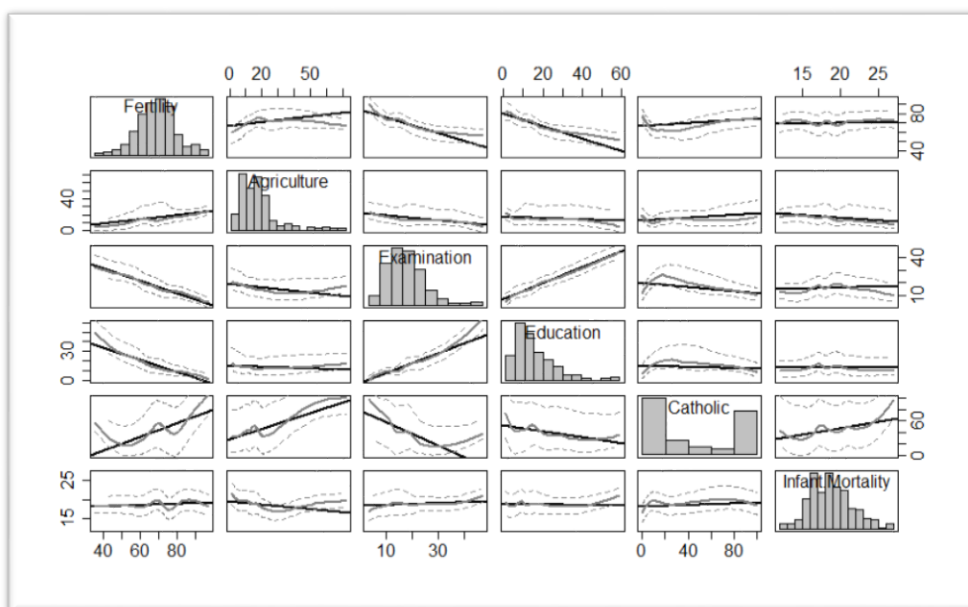 0 20 50
0 20 40 60
15 20 25
Fertility
40 80
0 40
Agriculture
Examination
10 40
0 30
Education
Catholic
0 60
15 25
Infant Mortality
40 60 80
10 30
0 40 80